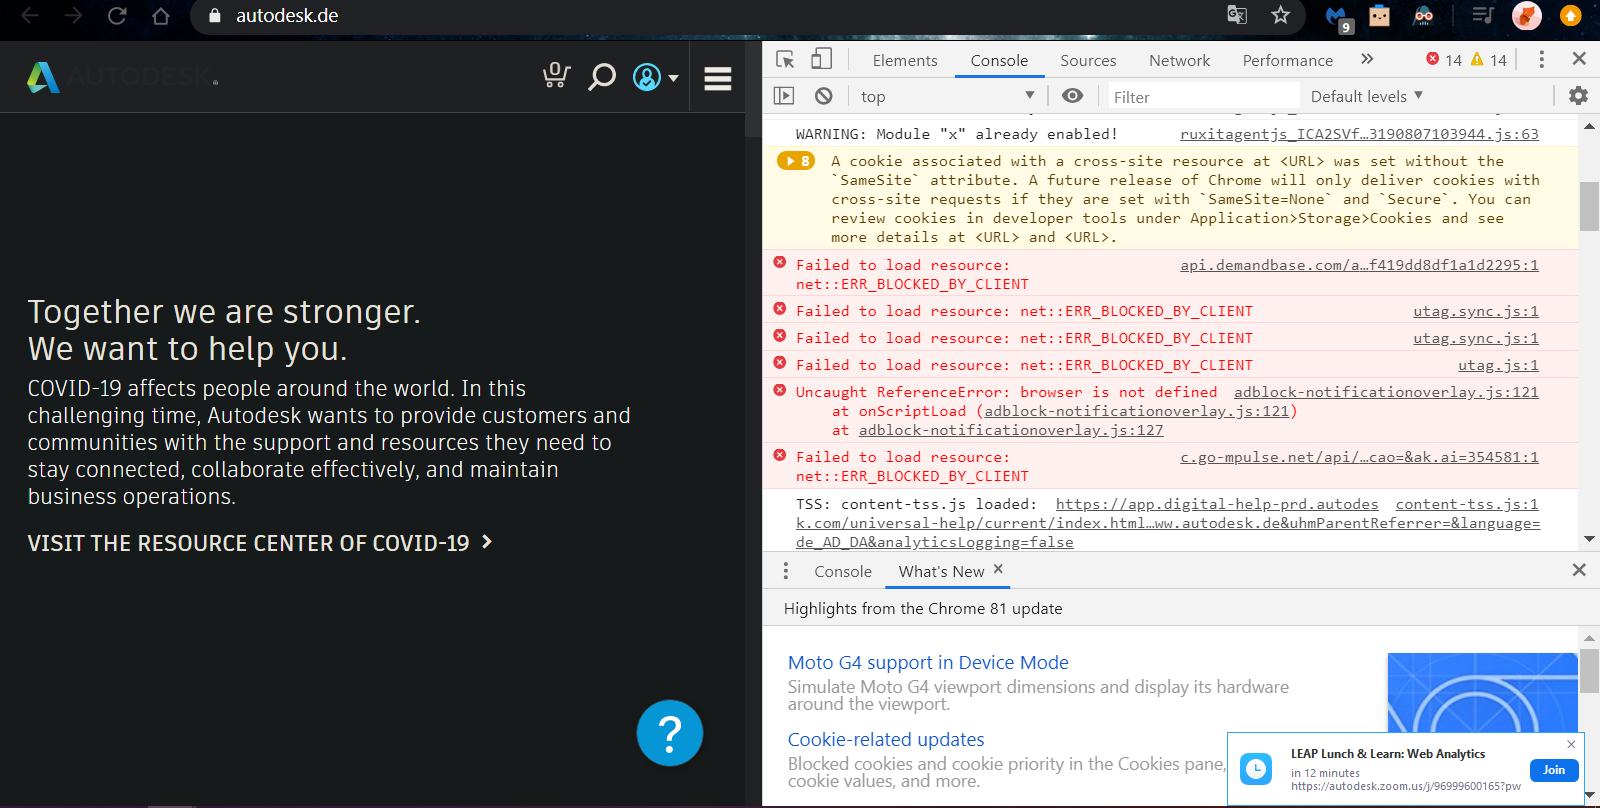 autodesk.de
9
AUTODESK
0
Together we are stronger.
We want to help you.
COVID-19 affects people around the world. In this
challenging time, Autodesk wants to provide customers and
communities with the support and resources they need to
stay connected, collaborate effectively, and maintain
business operations.
VISIT THE RESOURCE CENTER OF COVID-19
?
Elements Console Sources Network Performance 14 14
top Filter Default levels
WARNING: Module "x" already enabled! ruxitagentjs_ICA2SVf…3190807103944.js:63
8 A cookie associated with a cross-site resource at <URL> was set without the
`SameSite` attribute. A future release of Chrome will only deliver cookies with
cross-site requests if they are set with `SameSite=None` and `Secure`. You can
review cookies in developer tools under Application>Storage>Cookies and see
more details at <URL> and <URL>.
Failed to load resource: api.demandbase.com/a…f419dd8df1a1d2295:1
net::ERR_BLOCKED_BY_CLIENT
Failed to load resource: net::ERR_BLOCKED_BY_CLIENT utag.sync.js:1
Failed to load resource: net::ERR_BLOCKED_BY_CLIENT utag.sync.js:1
Failed to load resource: net::ERR_BLOCKED_BY_CLIENT utag.js:1
Uncaught ReferenceError: browser is not defined adblock-notificationoverlay.js:121
at onScriptLoad (adblock-notificationoverlay.js:121)
at adblock-notificationoverlay.js:127
Failed to load resource: c.go-mpulse.net/api/…cao=&ak.ai=354581:1
net::ERR_BLOCKED_BY_CLIENT
TSS: content-tss.js loaded: https://app.digital-help-prd.autodes content-tss.js:1
k.com/universal-help/current/index.html…ww.autodesk.de&uhmParentReferrer=&language=
de_AD_DA&analyticsLogging=false
Console What's New
Highlights from the Chrome 81 update
Moto G4 support in Device Mode
Simulate Moto G4 viewport dimensions and display its hardware
around the viewport.
Cookie-related updates
Blocked cookies and cookie priority in the Cookies pane,
cookie values, and more.
LEAP Lunch & Learn: Web Analytics
in 12 minutes
https://autodesk.zoom.us/j/96999600165?pw
Join